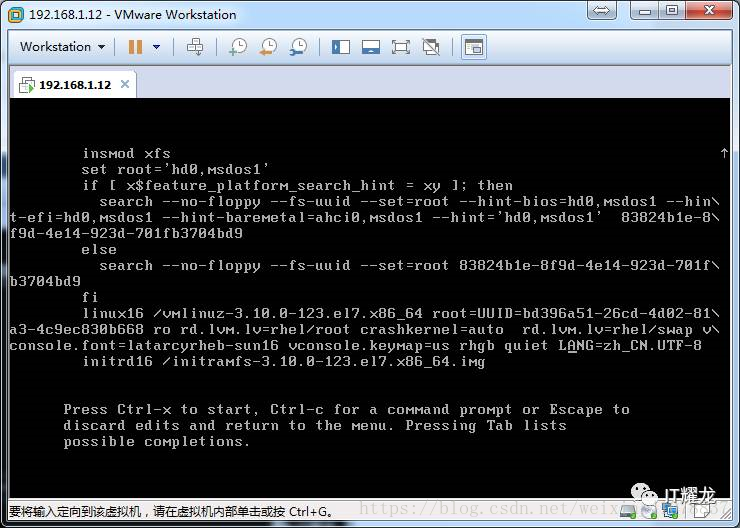 192.168.1.12 - VMware Workstation
Workstation
192.168.1.12
insmod xfs
set root='hd0,msdos1'
if [ x$feature_platform_search_hint = xy ]; then
search --no-floppy --fs-uuid --set=root --hint-bios=hd0,msdos1 --hin\
t-efi=hd0,msdos1 --hint-baremetal=ahci0,msdos1 --hint='hd0,msdos1'  83824b1e-8\
f9d-4e14-923d-701fb3704bd9
else
search --no-floppy --fs-uuid --set=root 83824b1e-8f9d-4e14-923d-701f\
b3704bd9
fi
linux16 /vmlinuz-3.10.0-123.el7.x86_64 root=UUID=bd396a51-26cd-4d02-81\
a3-4c9ec830b668 ro rd.lvm.lv=rhel/root crashkernel=auto  rd.lvm.lv=rhel/swap v\
console.font=latarcyrheb-sun16 vconsole.keymap=us rhgb quiet LANG=zh_CN.UTF-8
initrd16 /initramfs-3.10.0-123.el7.x86_64.img
Press Ctrl-x to start, Ctrl-c for a command prompt or Escape to
discard edits and return to the menu. Pressing Tab lists
possible completions.
IT耀龙
要将输入定向到该虚拟机，请在虚拟机内部单击或按 Ctrl+G。